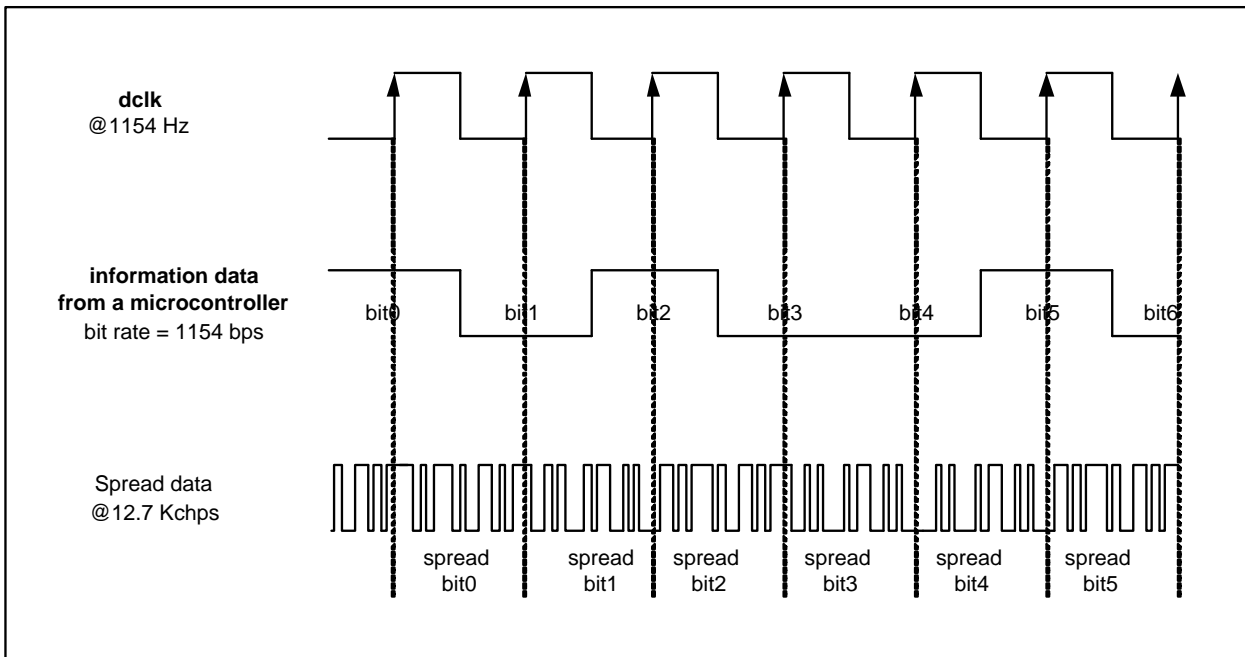 dclk
@1154 Hz
information data
from a microcontroller
bit rate = 1154 bps
bit0 bit1 bit2 bit3 bit4 bit5 bit6
Spread data
@12.7 Kchps
spread spread spread spread spread spread
bit0 bit1 bit2 bit3 bit4 bit5